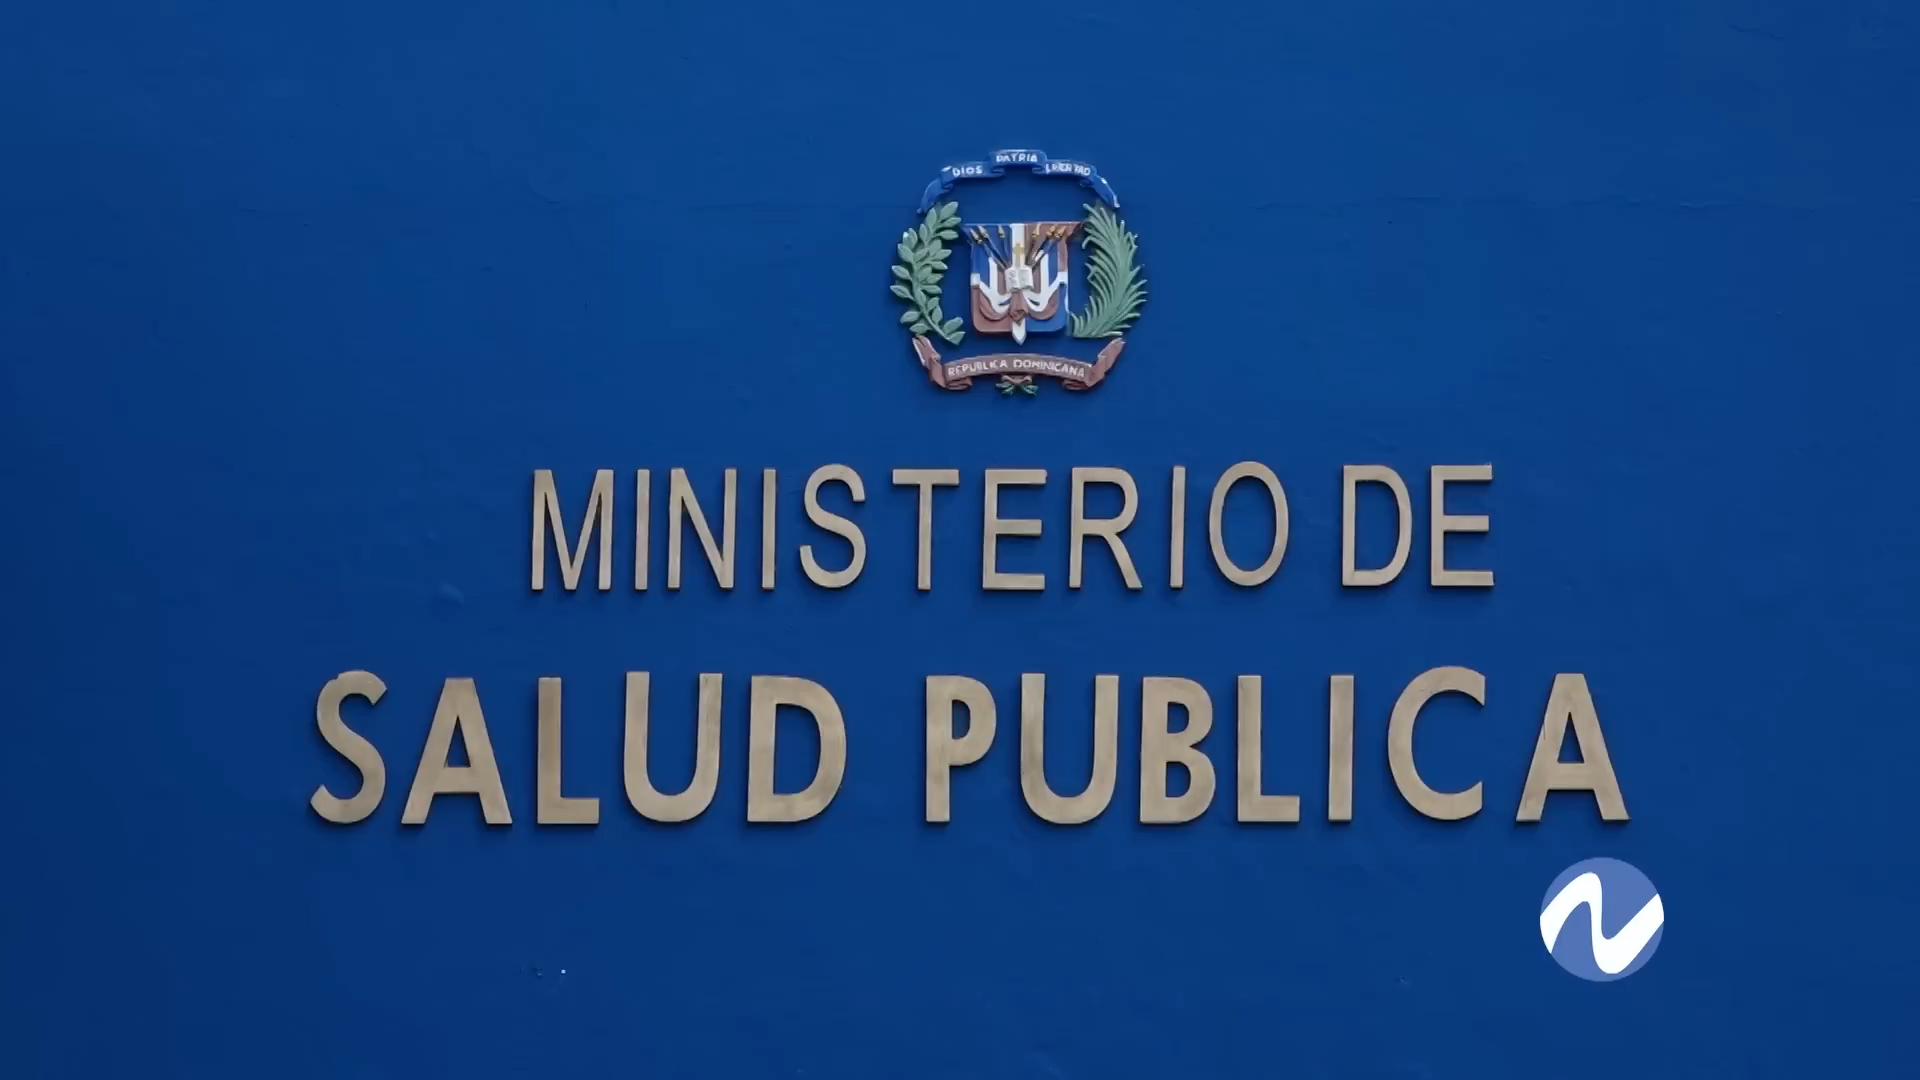 DIOS PATRIA LIBERTAD
REPUBLICA DOMINICANA
MINISTERIO DE
SALUD PUBLICA